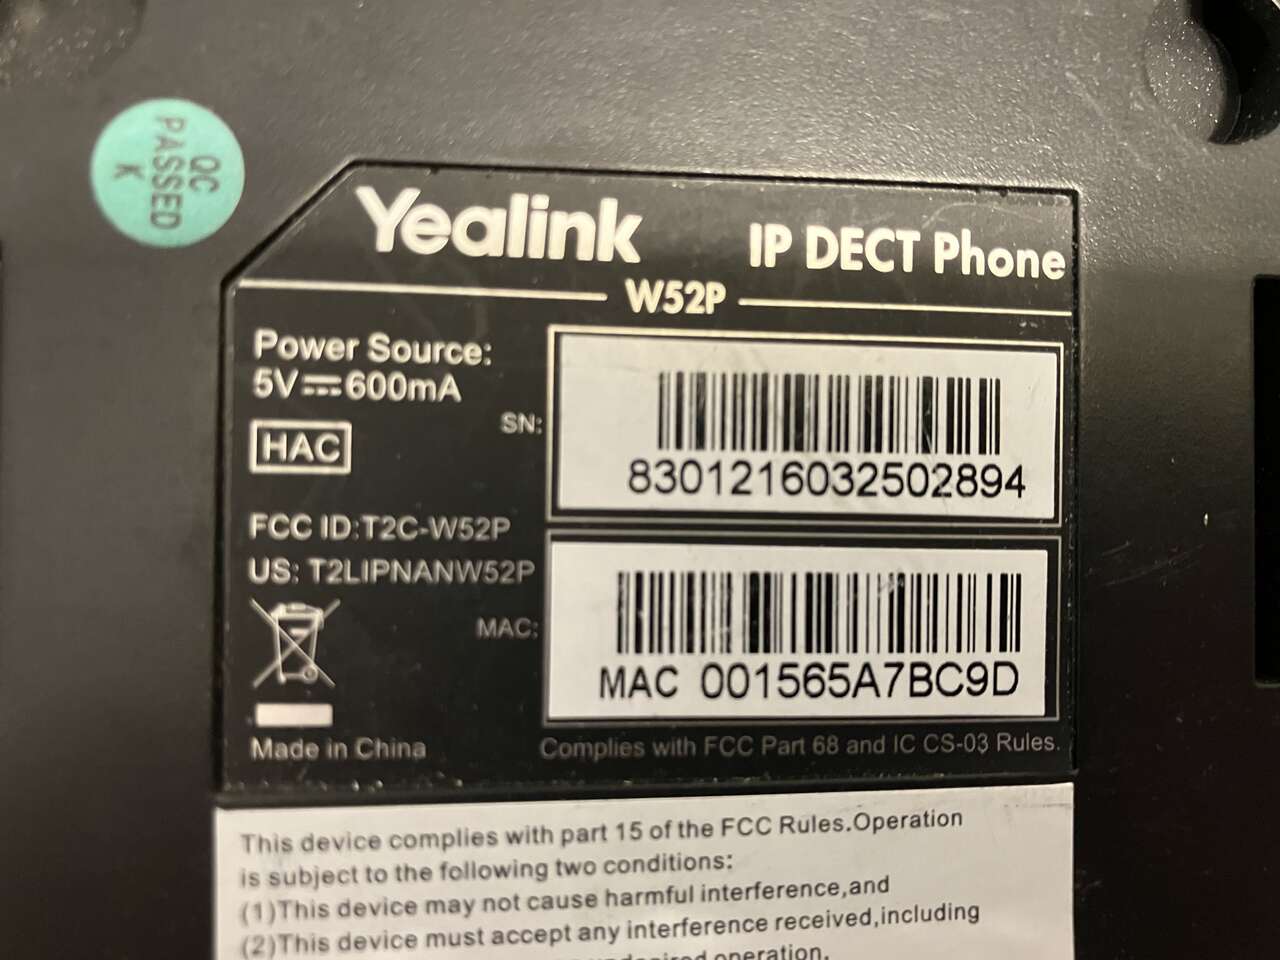 QC
PASSSED
K
Yealink
IP DECT Phone
W52P
Power Source:
5V⎓600mA
HAC
SN:
8301216032502894
FCC ID:T2C-W52P
US: T2LIPNANW52P
MAC:
MAC 001565A7BC9D
Made in China
Complies with FCC Part 68 and IC CS-03 Rules.
This device complies with part 15 of the FCC Rules.Operation
is subject to the following two conditions:
(1)This device may not cause harmful interference,and
(2)This device must accept any interference received,including
operation.